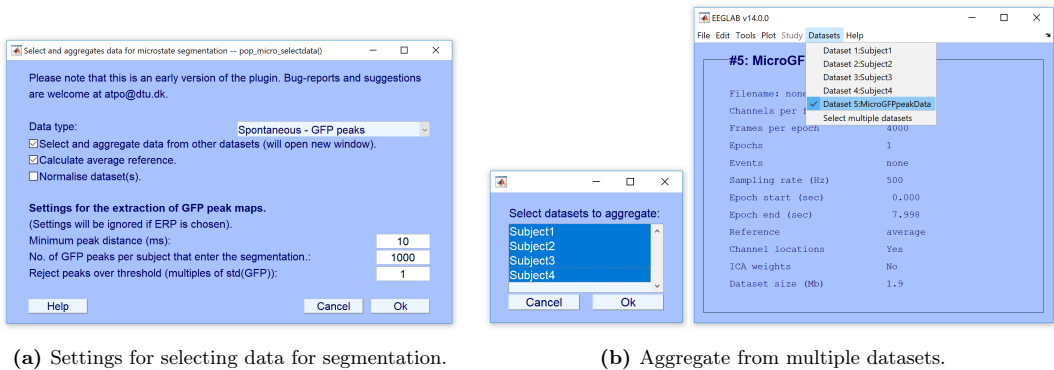 Select and aggregates data for microstate segmentation -- pop_micro_selectdata()
Please note that this is an early version of the plugin. Bug-reports and suggestions
are welcome at atpo@dtu.dk.
Data type:
Spontaneous - GFP peaks
Select and aggregate data from other datasets (will open new window).
Calculate average reference.
Normalise dataset(s).
Settings for the extraction of GFP peak maps.
(Settings will be ignored if ERP is chosen).
Minimum peak distance (ms): 10
No. of GFP peaks per subject that enter the segmentation.: 1000
Reject peaks over threshold (multiples of std(GFP)): 1
Help Cancel Ok
Select datasets to aggregate:
Subject1
Subject2
Subject3
Subject4
Cancel Ok
EEGLAB v14.0.0
File Edit Tools Plot Study Datasets Help
Dataset 1:Subject1
Dataset 2:Subject2
Dataset 3:Subject3
Dataset 4:Subject4
Dataset 5:MicroGFPpeakData
Select multiple datasets
#5: MicroGF
Filename: none
Channels per f
Frames per epoch 4000
Epochs 1
Events none
Sampling rate (Hz) 500
Epoch start (sec) 0.000
Epoch end (sec) 7.998
Reference average
Channel locations Yes
ICA weights No
Dataset size (Mb) 1.9
(a) Settings for selecting data for segmentation.
(b) Aggregate from multiple datasets.